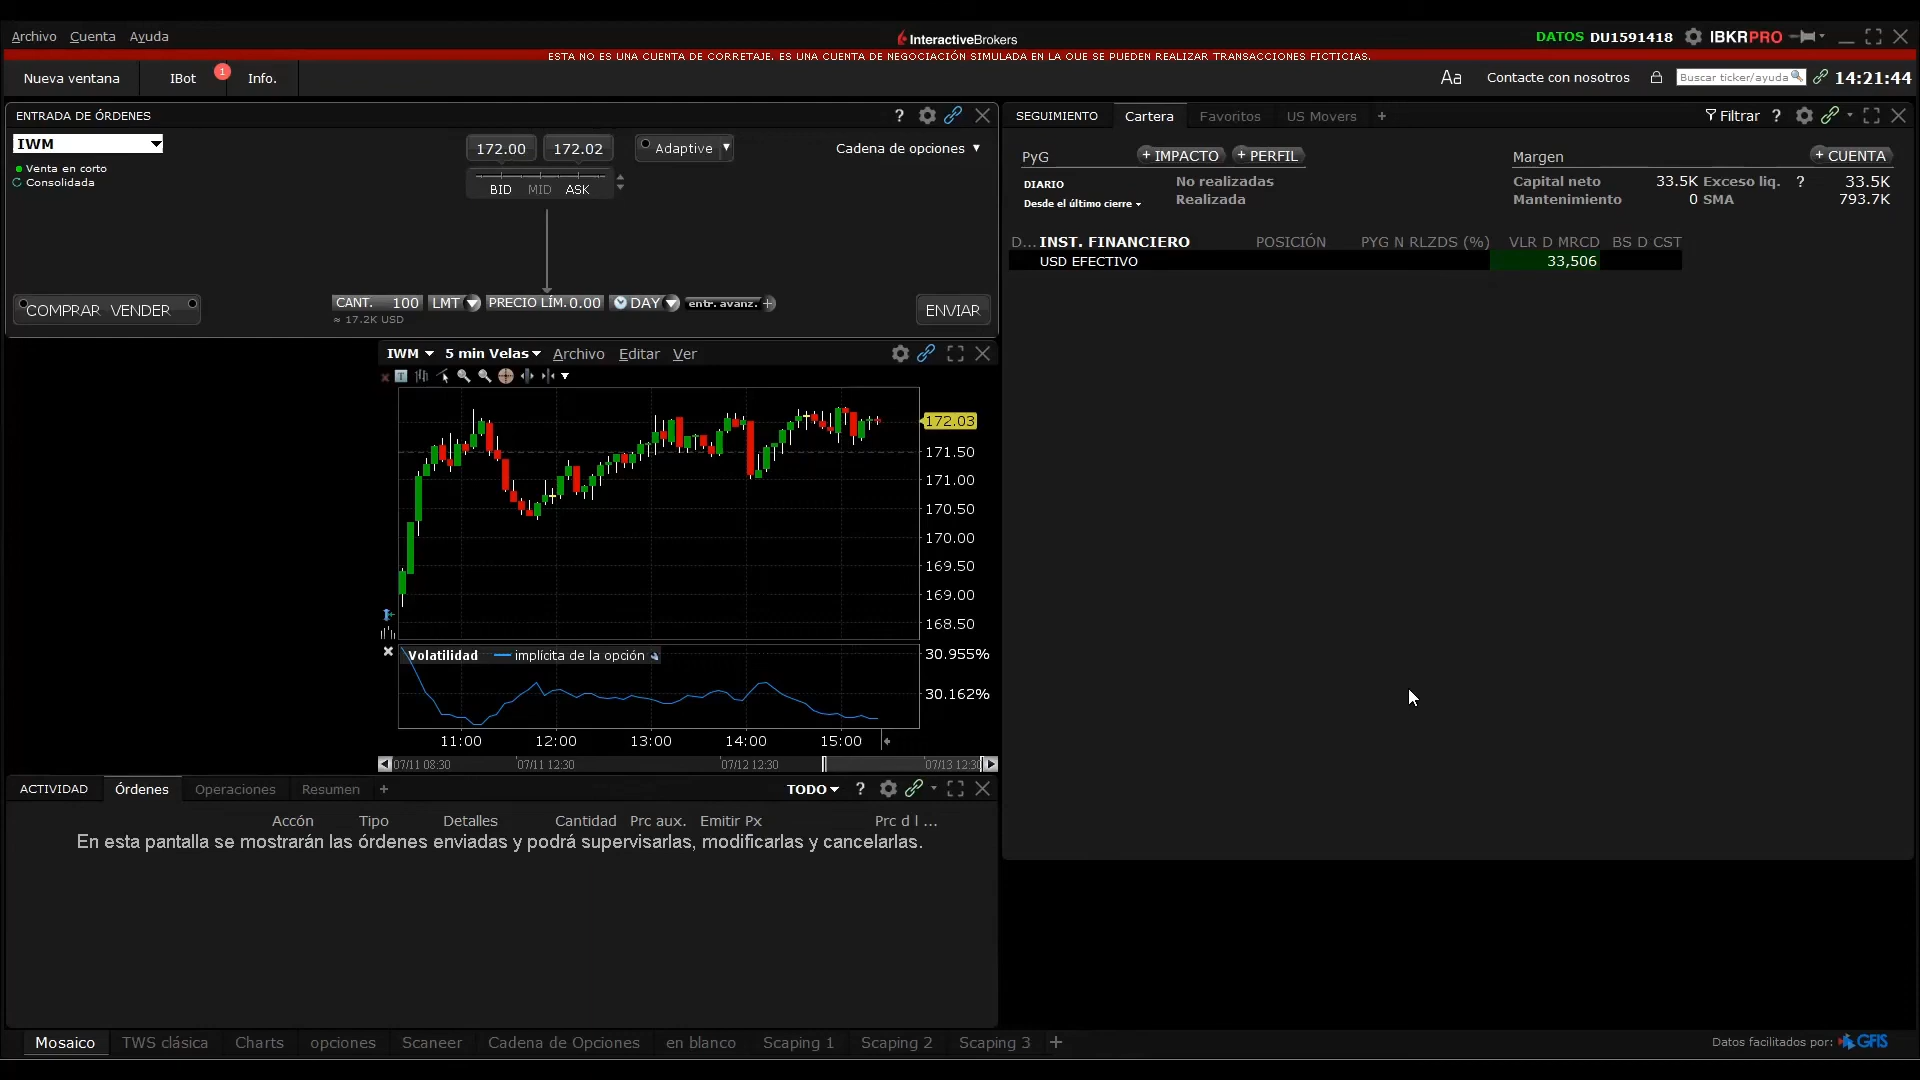 Archivo Cuenta Ayuda
InteractiveBrokers
DATOS DU1591418 IBKRPRO
ESTA NO ES UNA CUENTA DE CORRETAJE. ES UNA CUENTA DE NEGOCIACIÓN SIMULADA EN LA QUE SE PUEDEN REALIZAR TRANSACCIONES FICTICIAS.
Nueva ventana IBot 1 Info.
Aa Contacte con nosotros Buscar ticker/ayuda 14:21:44
ENTRADA DE ÓRDENES ?
IWM
Venta en corto
Consolidada
172.00 172.02 Adaptive Cadena de opciones
BID MID ASK
COMPRAR VENDER
CANT. 100 LMT PRECIO LÍM. 0.00 DAY entr. avanz. +
≈ 17.2K USD
ENVIAR
IWM 5 min Velas Archivo Editar Ver
172.03
171.50
171.00
170.50
170.00
169.50
169.00
168.50
Volatilidad implícita de la opción
30.955%
30.162%
11:00 12:00 13:00 14:00 15:00
07/11 08:30 07/11 12:30 07/12 12:30 07/13 12:30
ACTIVIDAD Órdenes Operaciones Resumen + TODO ?
Accón Tipo Detalles Cantidad Prc aux. Emitir Px Prc d l ...
En esta pantalla se mostrarán las órdenes enviadas y podrá supervisarlas, modificarlas y cancelarlas.
SEGUIMIENTO Cartera Favoritos US Movers + Filtrar ?
PyG + IMPACTO + PERFIL
DIARIO No realizadas
Desde el último cierre Realizada
Margen + CUENTA
Capital neto 33.5K Exceso liq. ? 33.5K
Mantenimiento 0 SMA 793.7K
D... INST. FINANCIERO POSICIÓN PYG N RLZDS (%) VLR D MRCD BS D CST
USD EFECTIVO 33,506
Mosaico TWS clásica Charts opciones Scaneer Cadena de Opciones en blanco Scaping 1 Scaping 2 Scaping 3 +
Datos facilitados por: GFIS